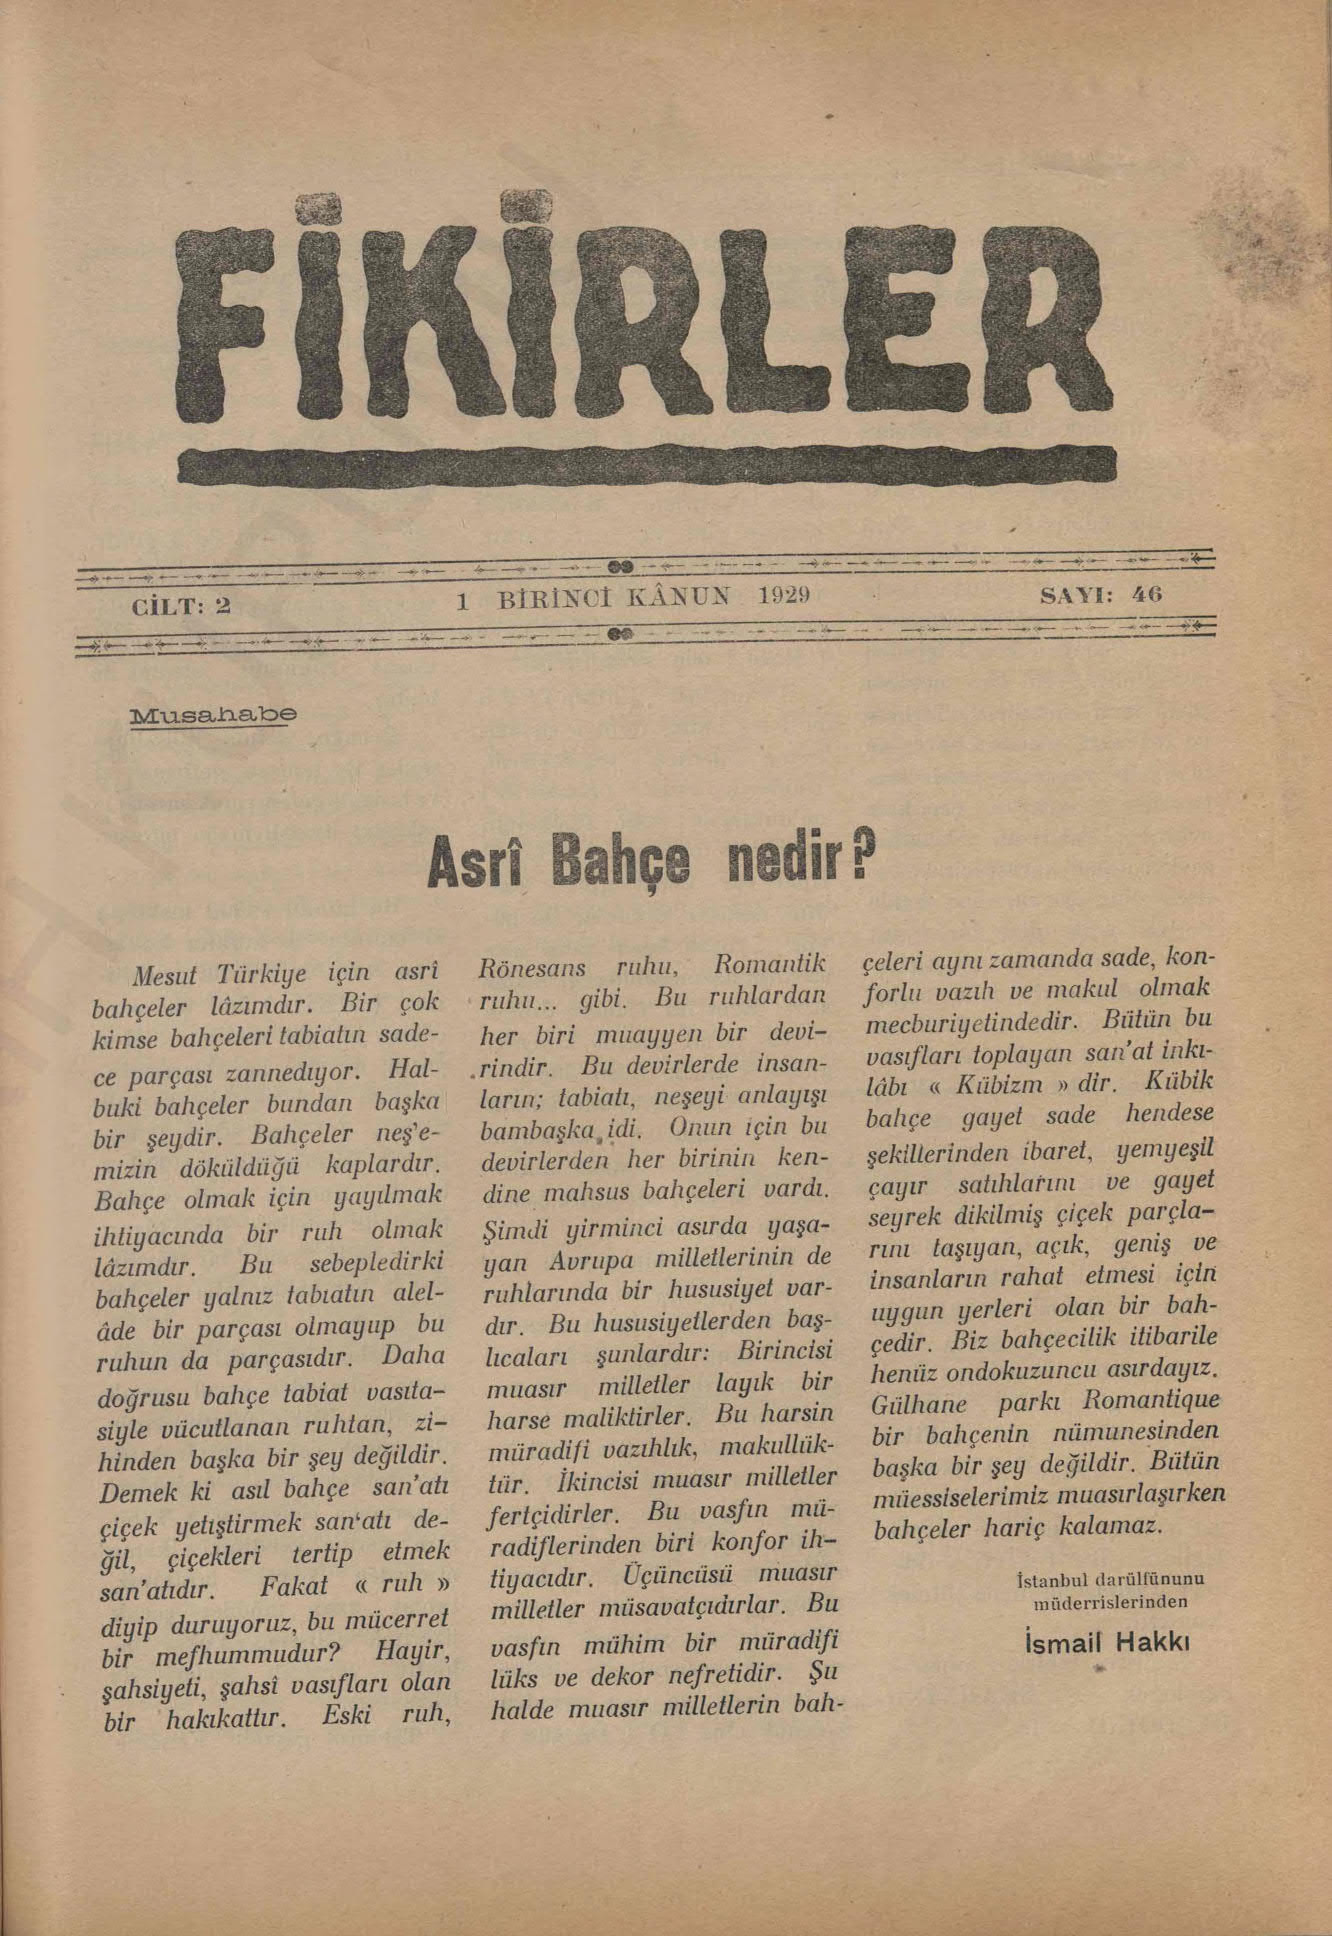 FİKİRLER
CİLT: 2
1 BİRİNCİ KÂNUN 1929
SAYI: 46
Musahabe
Asrî Bahçe nedir?
Mesut Türkiye için asrî
bahçeler lâzımdır. Bir çok
kimse bahçeleri tabiatın sade-
ce parçası zannediyor. Hal-
buki bahçeler bundan başka
bir şeydir. Bahçeler neş'e-
mizin döküldüğü kaplardır.
Bahçe olmak için yayılmak
ihtiyacında bir ruh olmak
lâzımdır. Bu sebepledirki
bahçeler yalnız tabıatın alel-
âde bir parçası olmayup bu
ruhun da parçasıdır. Daha
doğrusu bahçe tabiat vasıta-
siyle vücutlanan ruhtan, zi-
hinden başka bir şey değildir.
Demek ki asıl bahçe san'atı
çiçek yetıştirmek san‘atı de-
ğil, çiçekleri tertip etmek
san'atıdır. Fakat « ruh »
diyip duruyoruz, bu mücerret
bir mefhummudur? Hayir,
şahsiyeti, şahsî vasıfları olan
bir hakıkattır. Eski ruh,
Rönesans ruhu, Romantik
ruhu... gibi. Bu ruhlardan
her biri muayyen bir devi-
rindir. Bu devirlerde insan-
ların; tabiatı, neşeyi anlayışı
bambaşka idi. Onun için bu
devirlerden her birinin ken-
dine mahsus bahçeleri vardı.
Şimdi yirminci asırda yaşa-
yan Avrupa milletlerinin de
ruhlarında bir hususiyet var-
dır. Bu hususiyetlerden baş-
lıcaları şunlardır: Birincisi
muasır milletler layık bir
harse maliktirler. Bu harsin
müradifi vazıhlık, makullük-
tür. İkincisi muasır milletler
fertçidirler. Bu vasfın mü-
radiflerinden biri konfor ih-
tiyacıdır. Üçüncüsü muasır
milletler müsavatçıdırlar. Bu
vasfın mühim bir müradifi
lüks ve dekor nefretidir. Şu
halde muasır milletlerin bah-
çeleri aynı zamanda sade, kon-
forlu vazıh ve makul olmak
mecburiyetindedir. Bütün bu
vasıfları toplayan san'at inkı-
lâbı « Kübizm » dir. Kübik
bahçe gayet sade hendese
şekillerinden ibaret, yemyeşil
çayır satıhlarını ve gayet
seyrek dikilmiş çiçek parçla-
rını taşıyan, açık, geniş ve
insanların rahat etmesi için
uygun yerleri olan bir bah-
çedir. Biz bahçecilik itibarile
henüz ondokuzuncu asırdayız.
Gülhane parkı Romantique
bir bahçenin nümunesinden
başka bir şey değildir. Bütün
müessiselerimiz muasırlaşırken
bahçeler hariç kalamaz.
İstanbul darülfünunu
müderrislerinden
İsmail Hakkı